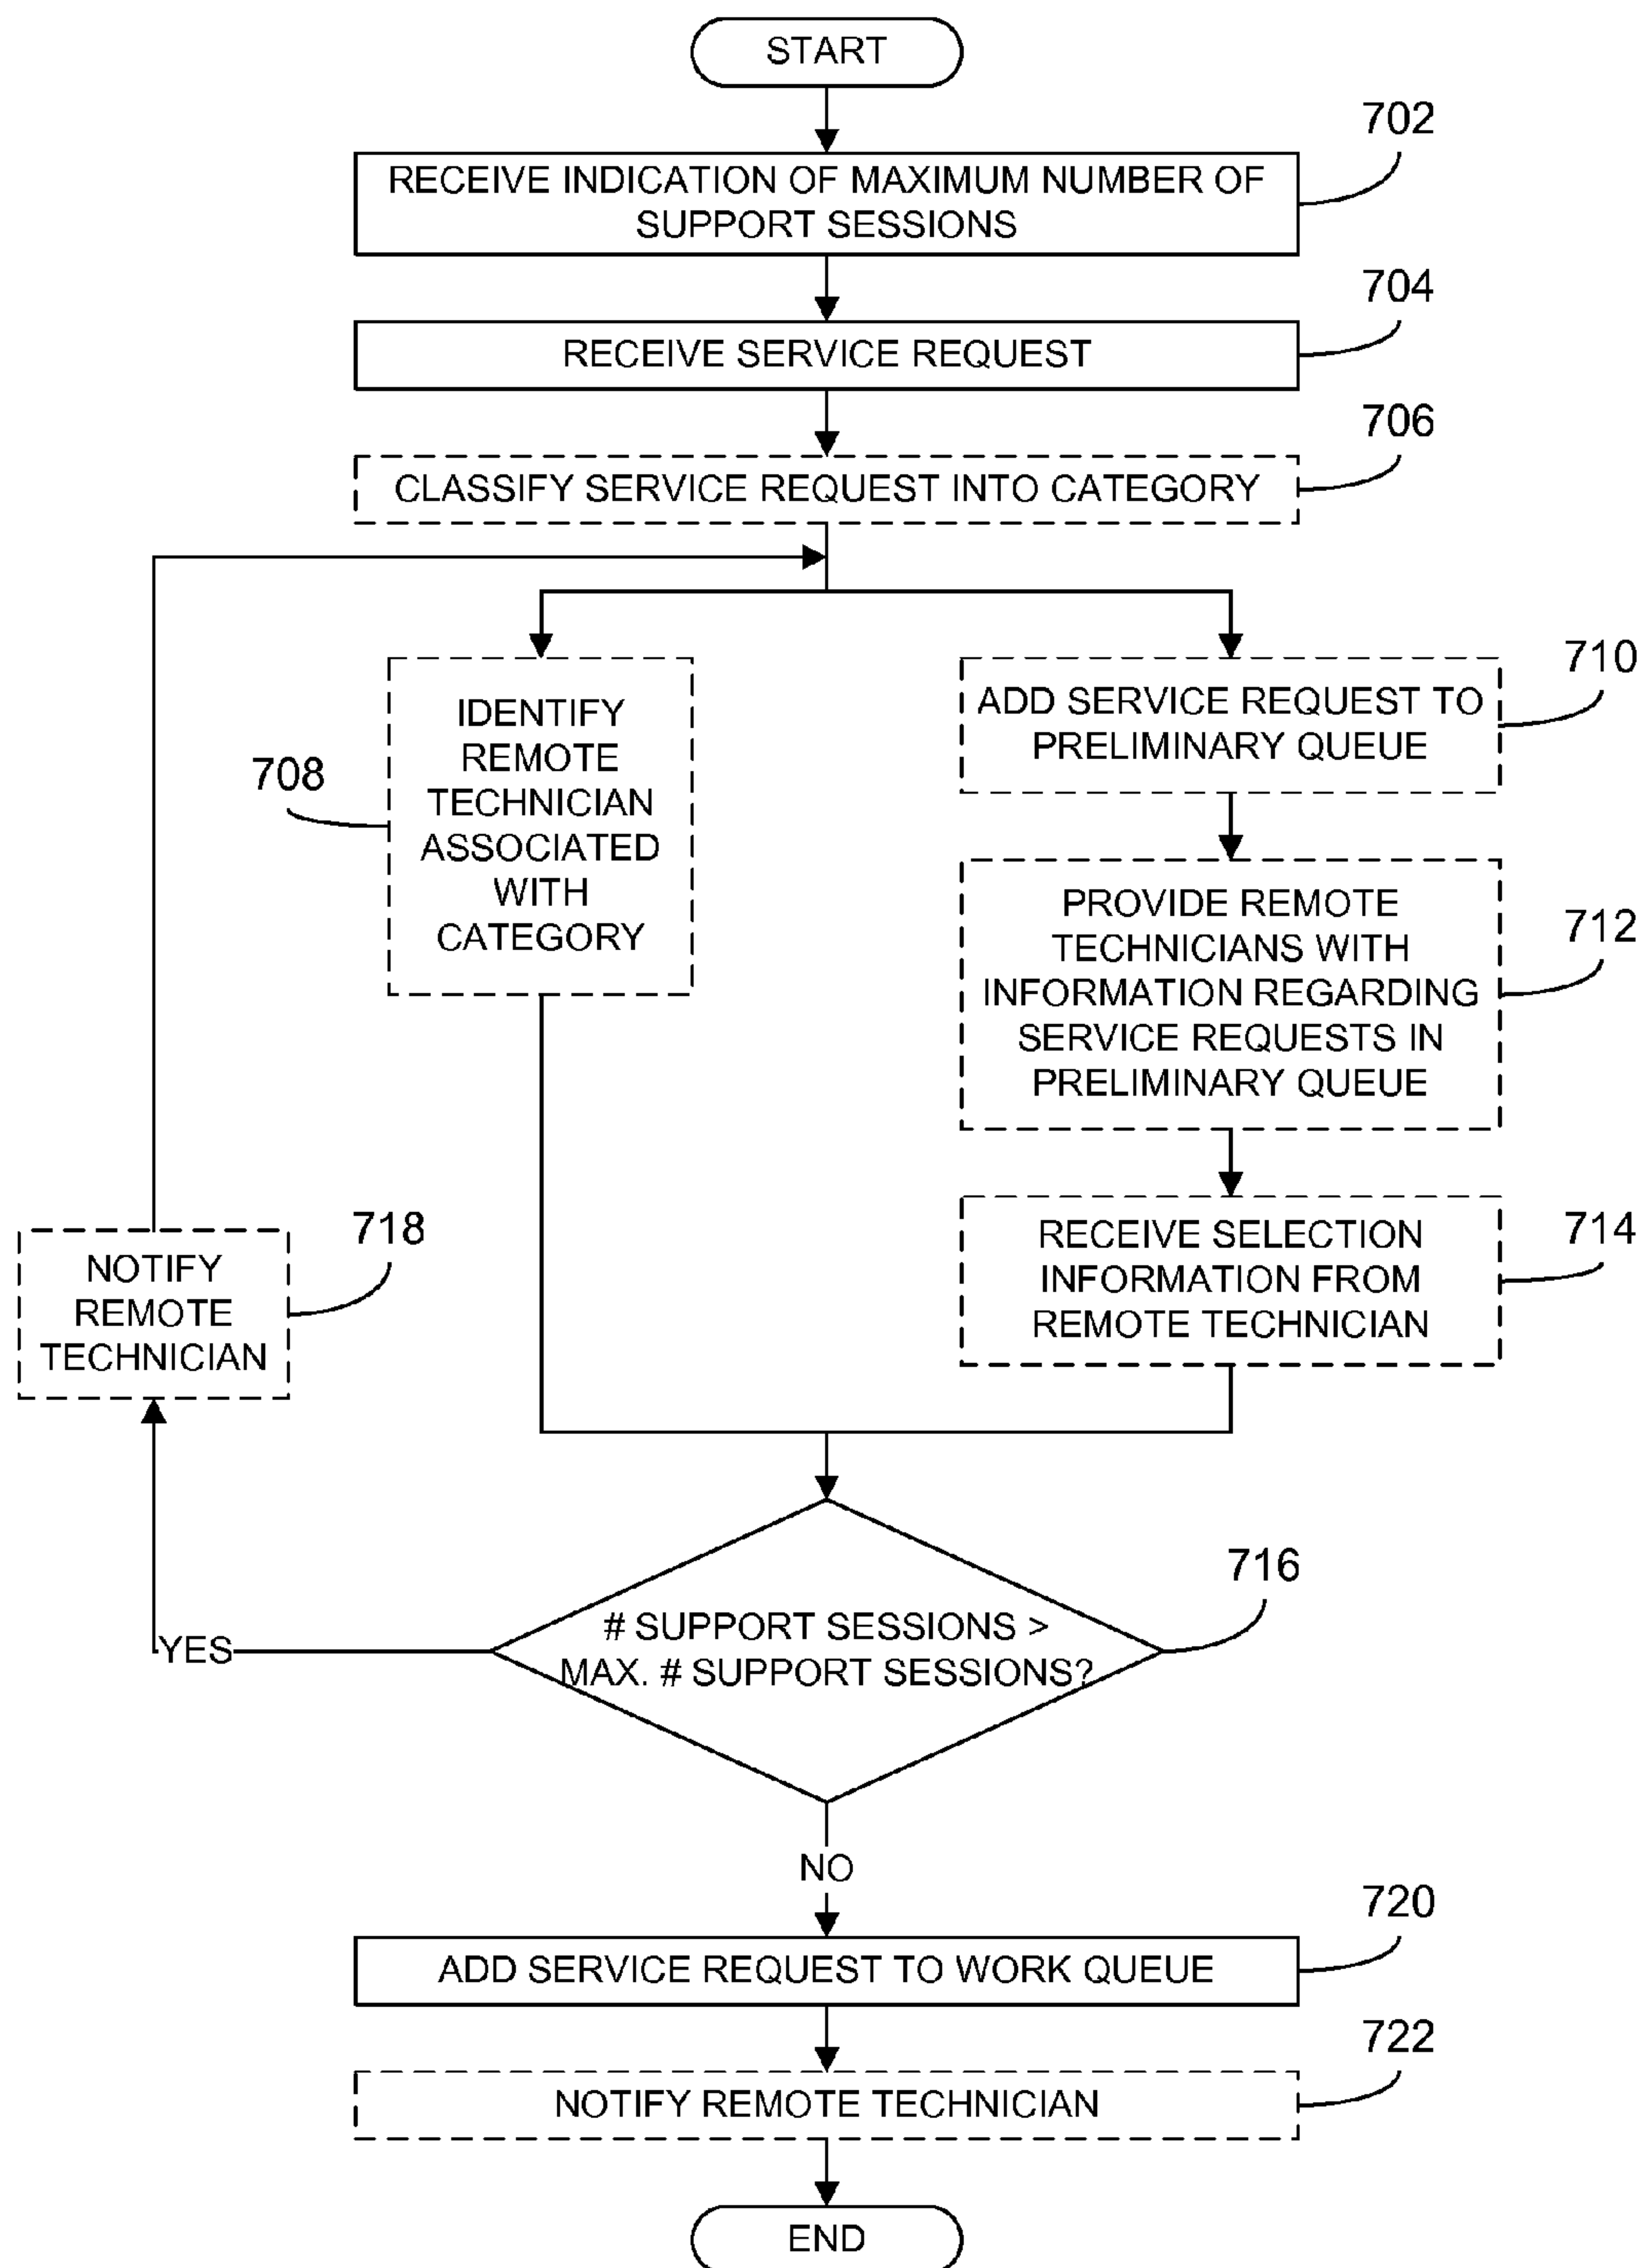 START
702
RECEIVE INDICATION OF MAXIMUM NUMBER OF
SUPPORT SESSIONS
704
RECEIVE SERVICE REQUEST
706
CLASSIFY SERVICE REQUEST INTO CATEGORY
708
IDENTIFY
REMOTE
TECHNICIAN
ASSOCIATED
WITH
CATEGORY
710
ADD SERVICE REQUEST TO
PRELIMINARY QUEUE
712
PROVIDE REMOTE
TECHNICIANS WITH
INFORMATION REGARDING
SERVICE REQUESTS IN
PRELIMINARY QUEUE
714
RECEIVE SELECTION
INFORMATION FROM
REMOTE TECHNICIAN
718
NOTIFY
REMOTE
TECHNICIAN
716
# SUPPORT SESSIONS >
MAX. # SUPPORT SESSIONS?
YES
NO
720
ADD SERVICE REQUEST TO WORK QUEUE
722
NOTIFY REMOTE TECHNICIAN
END